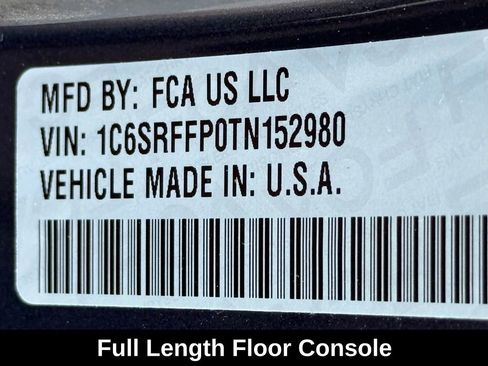 MFD BY: FCA US LLC
VIN: 1C6SRFFP0TN152980
VEHICLE MADE IN: U.S.A.
Full Length Floor Console